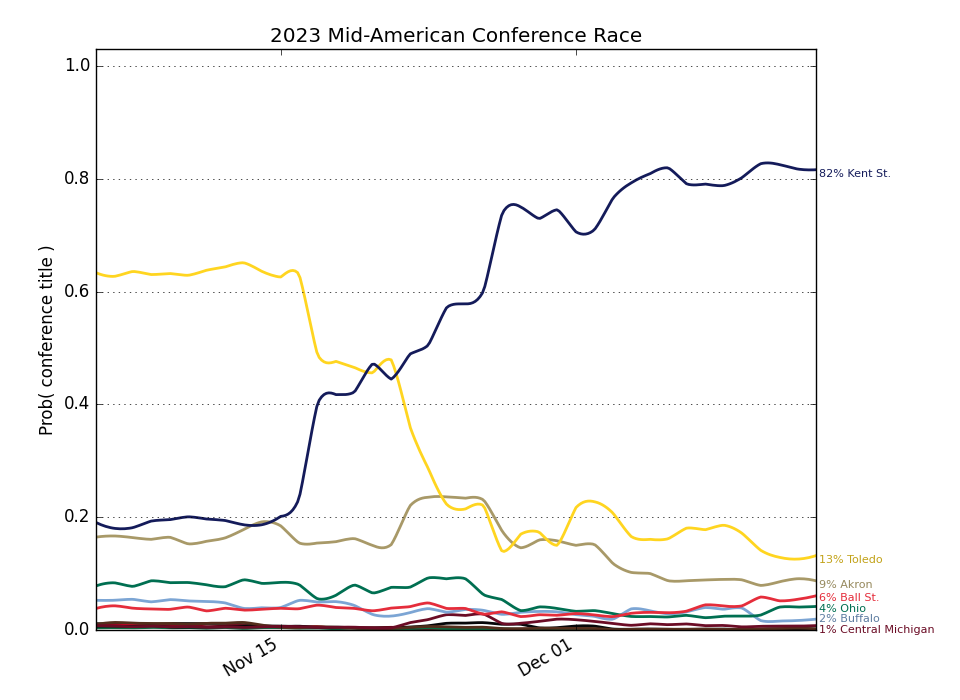 2023 Mid-American Conference Race
Prob( conference title )
1.0
0.8
0.6
0.4
0.2
0.0
Nov 15
Dec 01
82% Kent St.
13% Toledo
9% Akron
6% Ball St.
4% Ohio
2% Buffalo
1% Central Michigan